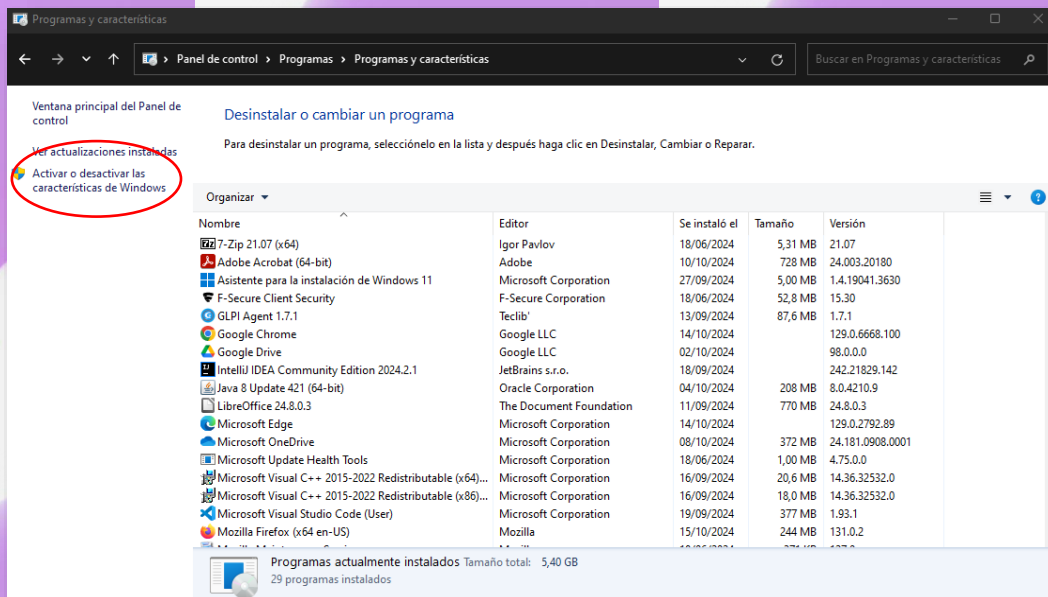 Programas y características
Panel de control > Programas > Programas y características
Buscar en Programas y características
Ventana principal del Panel de
control
Ver actualizaciones instaladas
Activar o desactivar las
características de Windows
Desinstalar o cambiar un programa
Para desinstalar un programa, selecciónelo en la lista y después haga clic en Desinstalar, Cambiar o Reparar.
Organizar
Nombre Editor Se instaló el Tamaño Versión
7-Zip 21.07 (x64) Igor Pavlov 18/06/2024 5,31 MB 21.07
Adobe Acrobat (64-bit) Adobe 10/10/2024 728 MB 24.003.20180
Asistente para la instalación de Windows 11 Microsoft Corporation 27/09/2024 5,00 MB 1.4.19041.3630
F-Secure Client Security F-Secure Corporation 18/06/2024 52,8 MB 15.30
GLPI Agent 1.7.1 Teclib' 13/09/2024 87,6 MB 1.7.1
Google Chrome Google LLC 14/10/2024 129.0.6668.100
Google Drive Google LLC 02/10/2024 98.0.0.0
IntelliJ IDEA Community Edition 2024.2.1 JetBrains s.r.o. 18/09/2024 242.21829.142
Java 8 Update 421 (64-bit) Oracle Corporation 04/10/2024 208 MB 8.0.4210.9
LibreOffice 24.8.0.3 The Document Foundation 11/09/2024 770 MB 24.8.0.3
Microsoft Edge Microsoft Corporation 14/10/2024 129.0.2792.89
Microsoft OneDrive Microsoft Corporation 08/10/2024 372 MB 24.181.0908.0001
Microsoft Update Health Tools Microsoft Corporation 18/06/2024 1,00 MB 4.75.0.0
Microsoft Visual C++ 2015-2022 Redistributable (x64)... Microsoft Corporation 16/09/2024 20,6 MB 14.36.32532.0
Microsoft Visual C++ 2015-2022 Redistributable (x86)... Microsoft Corporation 16/09/2024 18,0 MB 14.36.32532.0
Microsoft Visual Studio Code (User) Microsoft Corporation 19/09/2024 377 MB 1.93.1
Mozilla Firefox (x64 en-US) Mozilla 15/10/2024 244 MB 131.0.2
Programas actualmente instalados Tamaño total: 5,40 GB
29 programas instalados